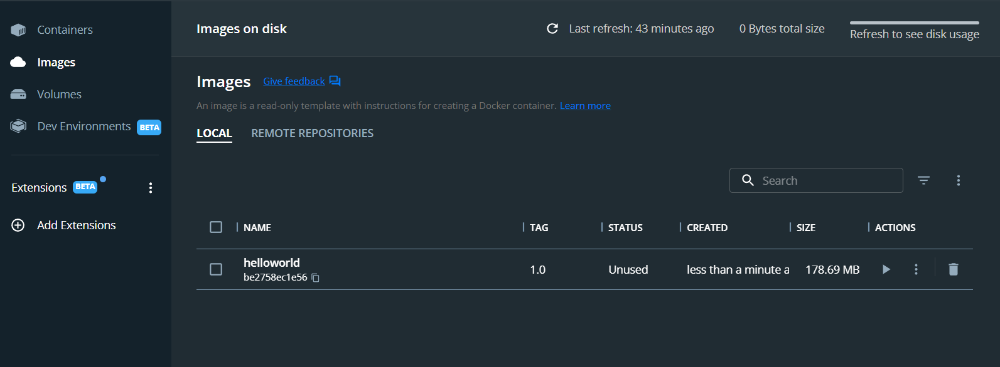 Containers
Images
Volumes
Dev Environments BETA
Extensions BETA
Add Extensions
Images on disk
Last refresh: 43 minutes ago
0 Bytes total size
Refresh to see disk usage
Images Give feedback
An image is a read-only template with instructions for creating a Docker container. Learn more
LOCAL REMOTE REPOSITORIES
Search
NAME TAG STATUS CREATED SIZE ACTIONS
helloworld
be2758ec1e56
1.0 Unused less than a minute a 178.69 MB